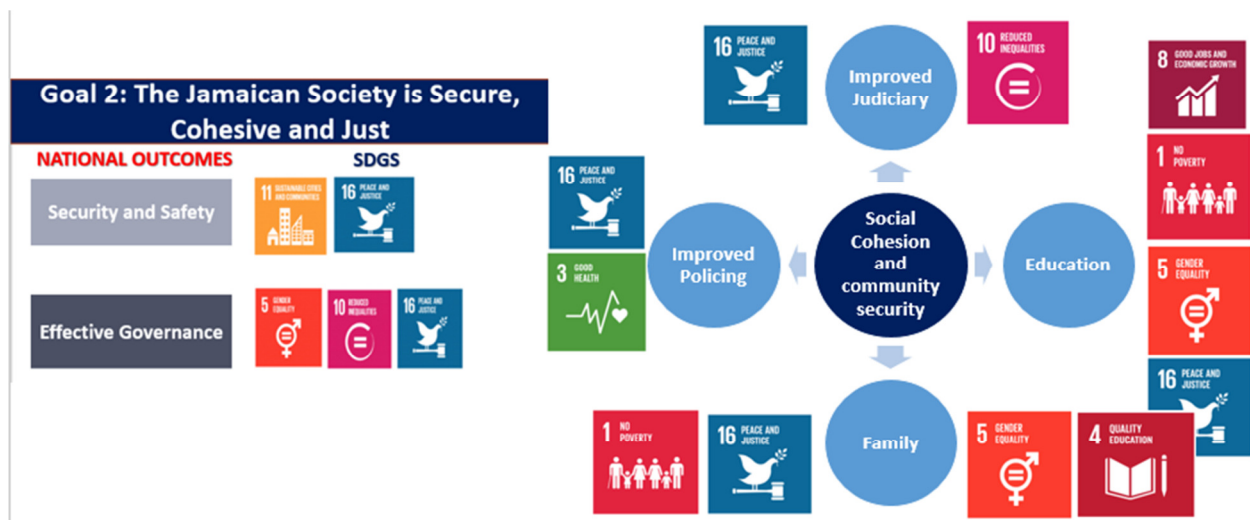 Goal 2: The Jamaican Society is Secure,
Cohesive and Just
NATIONAL OUTCOMES
SDGS
Security and Safety
11 SUSTAINABLE CITIES
AND COMMUNITIES
16 PEACE AND
JUSTICE
Effective Governance
5 GENDER
EQUALITY
10 REDUCED
INEQUALITIES
16 PEACE AND
JUSTICE
16 PEACE AND
JUSTICE
Improved
Judiciary
10 REDUCED
INEQUALITIES
16 PEACE AND
JUSTICE
3 GOOD
HEALTH
Improved
Policing
Social
Cohesion
and
community
security
Education
8 GOOD JOBS AND
ECONOMIC GROWTH
1 NO
POVERTY
5 GENDER
EQUALITY
16 PEACE AND
JUSTICE
1 NO
POVERTY
16 PEACE AND
JUSTICE
Family
5 GENDER
EQUALITY
4 QUALITY
EDUCATION